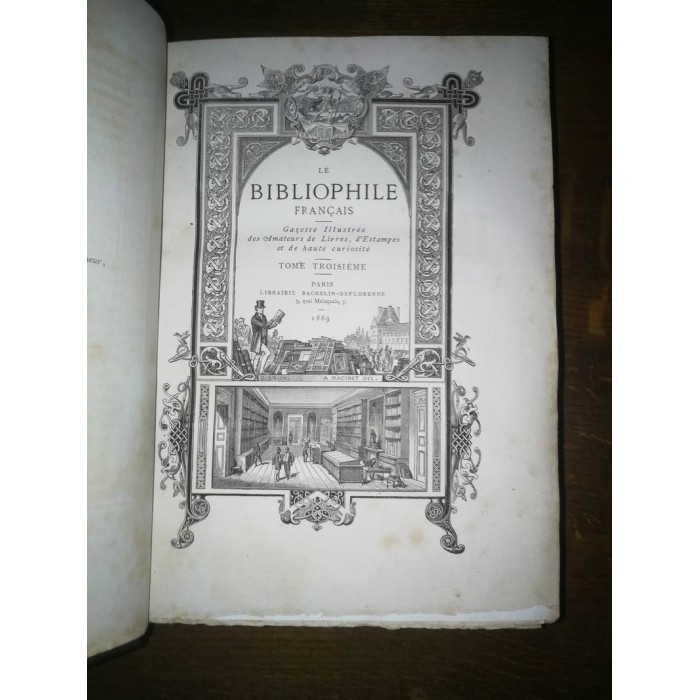 LE
BIBLIOPHILE
FRANÇAIS
Gazette Illustrée
des Amateurs de Livres, d'Estampes
et de haute curiosité
TOME TROISIÈME
PARIS
LIBRAIRIE BACHELIN-DEFLORENNE
3, quai Malaquais, 3.
1869
A. RACINET DEL.